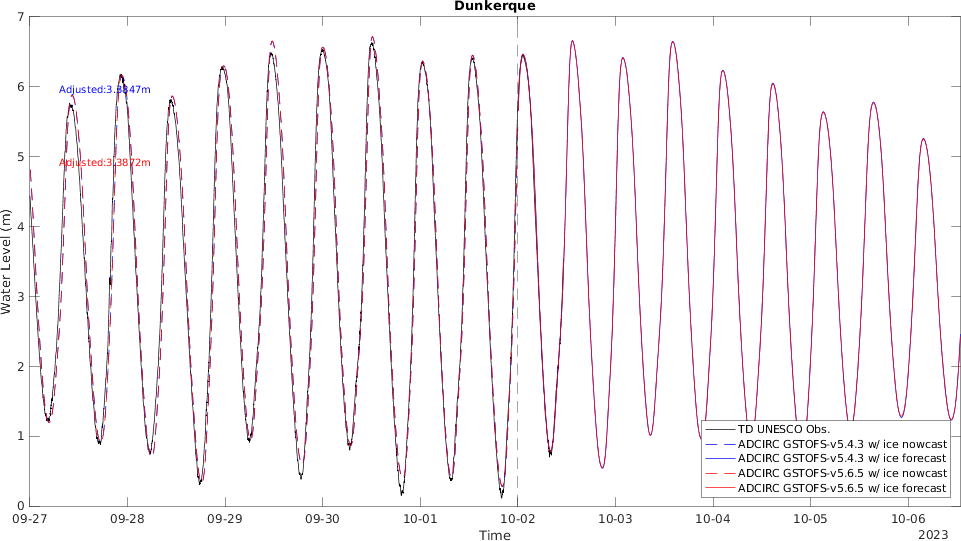 Dunkerque
7
6
5
4
3
2
1
0
Water Level (m)
Adjusted:3.3847m
Adjusted:3.3872m
TD UNESCO Obs.
ADCIRC GSTOFS-v5.4.3 w/ ice nowcast
ADCIRC GSTOFS-v5.4.3 w/ ice forecast
ADCIRC GSTOFS-v5.6.5 w/ ice nowcast
ADCIRC GSTOFS-v5.6.5 w/ ice forecast
09-27 09-28 09-29 09-30 10-01 10-02 10-03 10-04 10-05 10-06
Time
2023